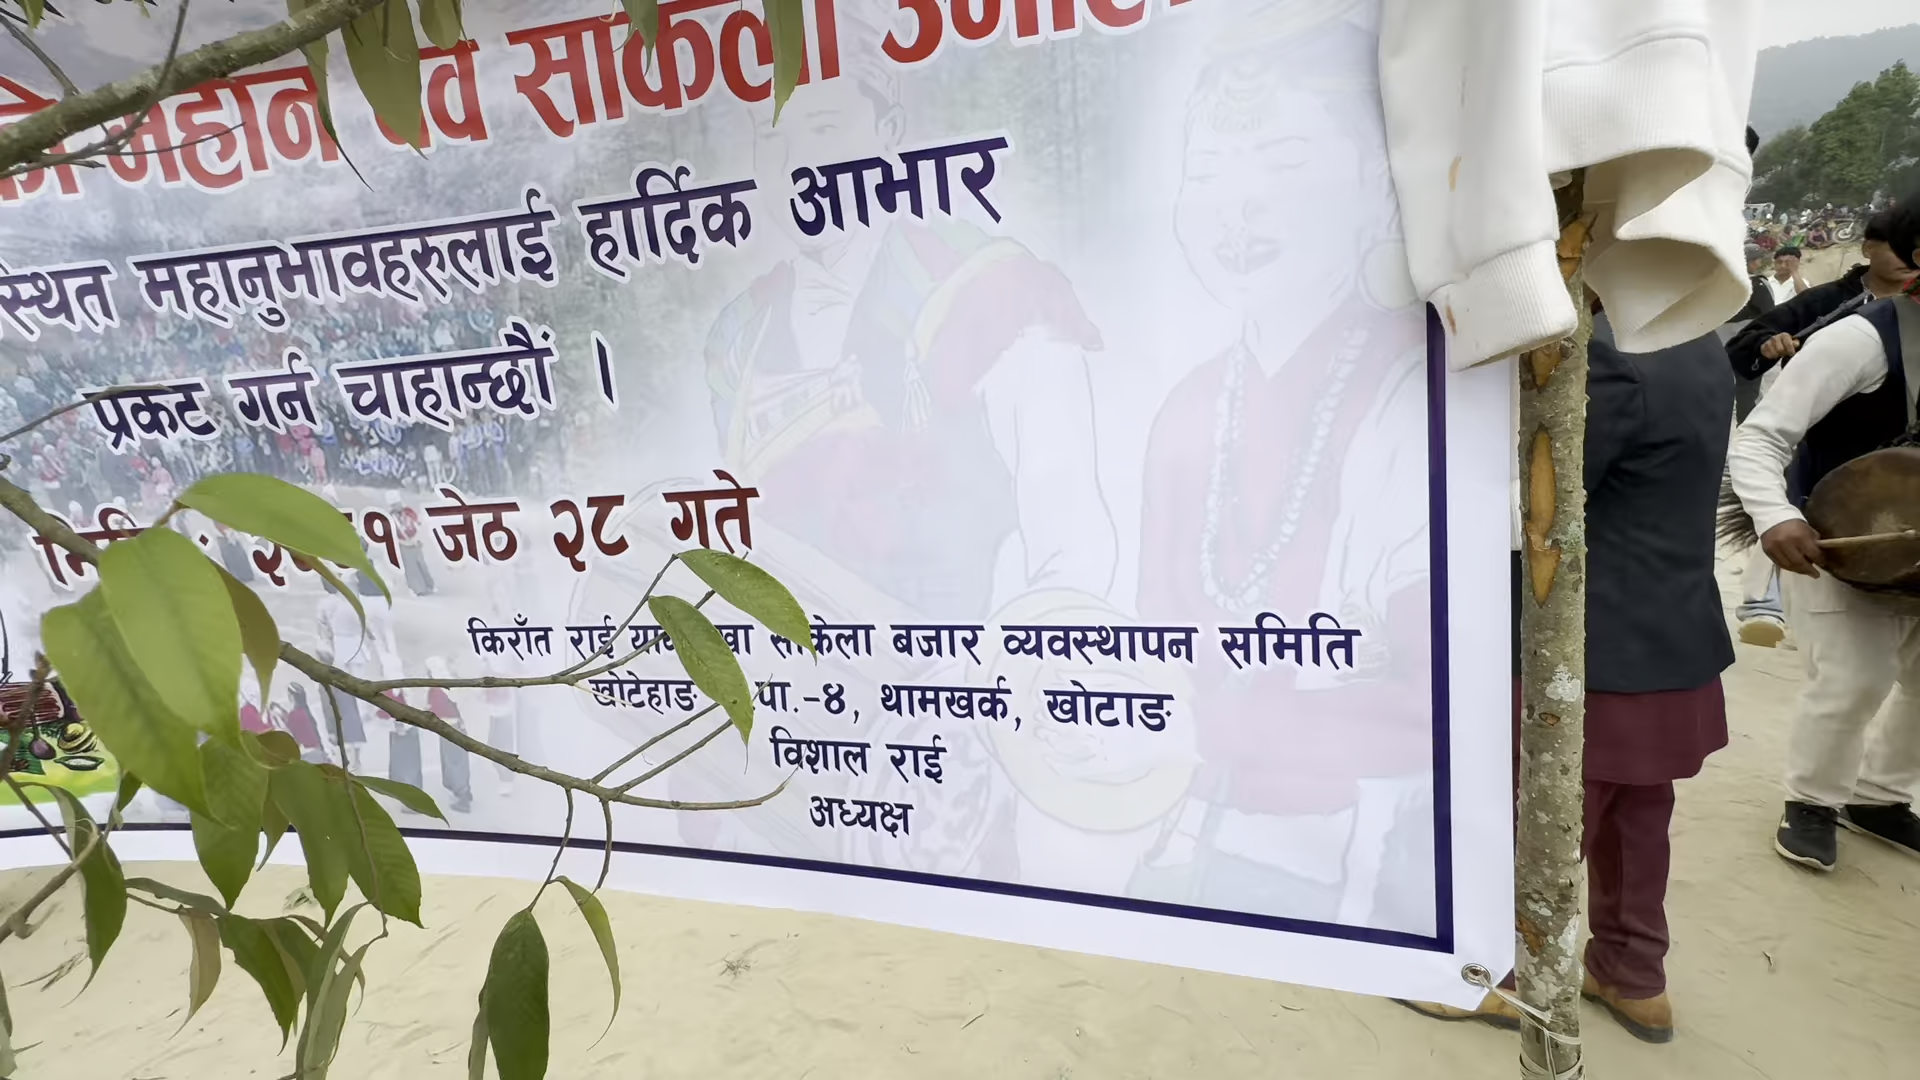 महान साकेला
महानुभावहरुलाई हार्दिक आभार
प्रकट गर्न चाहान्छौं ।
जेठ २८ गते
किराँत राई बजार व्यवस्थापन समिति
खोटेहाङ पा.-४, थामखर्क, खोटाङ
विशाल राई
अध्यक्ष